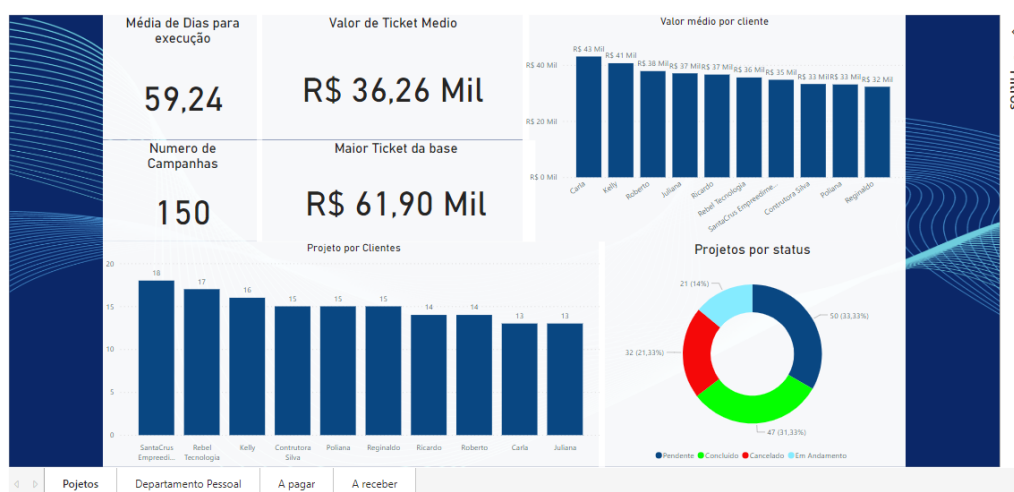 Média de Dias para
execução
59,24
Valor de Ticket Medio
R$ 36,26 Mil
Numero de
Campanhas
150
Maior Ticket da base
R$ 61,90 Mil
Valor médio por cliente
R$ 40 Mil
R$ 20 Mil
R$ 0 Mil
R$ 43 Mil
R$ 41 Mil
R$ 38 Mil
R$ 37 Mil
R$ 37 Mil
R$ 36 Mil
R$ 35 Mil
R$ 33 Mil
R$ 33 Mil
R$ 32 Mil
Carla
Kelly
Roberto
Juliana
Ricardo
Rebel Tecnologia
SantaCrus Empreedime...
Contrutora Silva
Poliana
Reginaldo
Projeto por Clientes
20
15
10
5
0
18
17
16
15
15
15
14
14
13
13
SantaCrus
Empreedi...
Rebel
Tecnologia
Kelly
Contrutora
Silva
Poliana
Reginaldo
Ricardo
Roberto
Carla
Juliana
Projetos por status
21 (14%)
50 (33,33%)
32 (21,33%)
47 (31,33%)
Pendente
Concluído
Cancelado
Em Andamento
Pojetos
Departamento Pessoal
A pagar
A receber